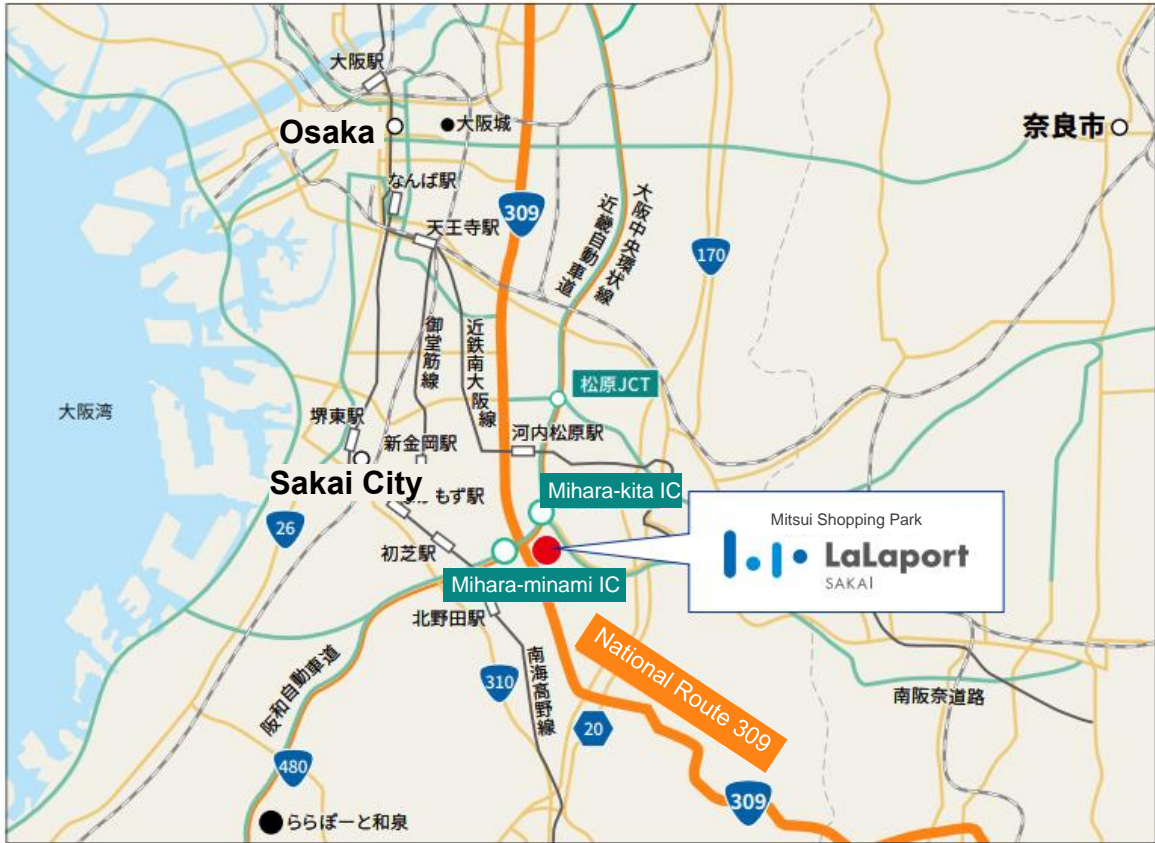 大阪駅
Osaka
大阪城
奈良市
なんば駅
309
天王寺駅
大阪中央環状線
近畿自動車道
170
御堂筋線
近鉄南大阪線
松原JCT
大阪湾
堺東駅
新金岡駅
河内松原駅
Sakai City
もず駅
Mihara-kita IC
26
初芝駅
Mitsui Shopping Park
LaLaport
SAKAI
Mihara-minami IC
北野田駅
阪和自動車道
310
南海高野線
National Route 309
20
南阪奈道路
480
309
ららぽーと和泉